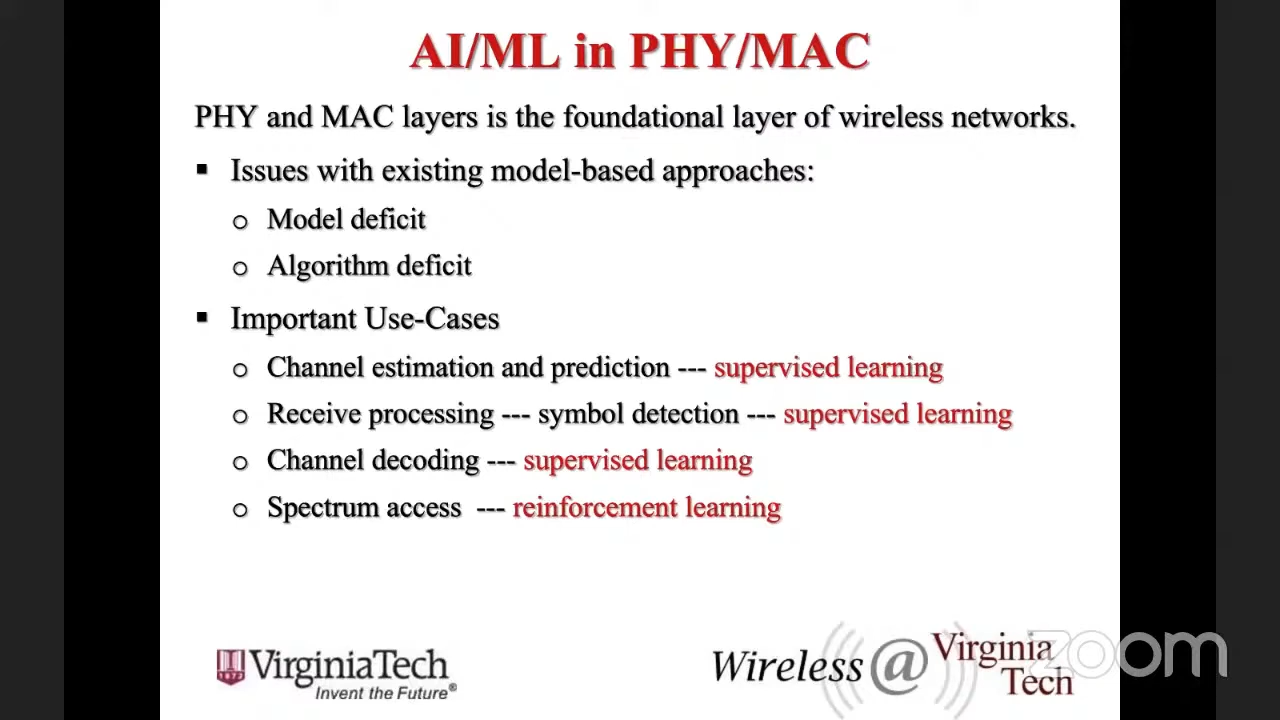 AI/ML in PHY/MAC
PHY and MAC layers is the foundational layer of wireless networks.
▪ Issues with existing model-based approaches:
o Model deficit
o Algorithm deficit
▪ Important Use-Cases
o Channel estimation and prediction --- supervised learning
o Receive processing --- symbol detection --- supervised learning
o Channel decoding --- supervised learning
o Spectrum access --- reinforcement learning
1872
VirginiaTech
Invent the Future®
Wireless @ Virginia
Tech
zoom